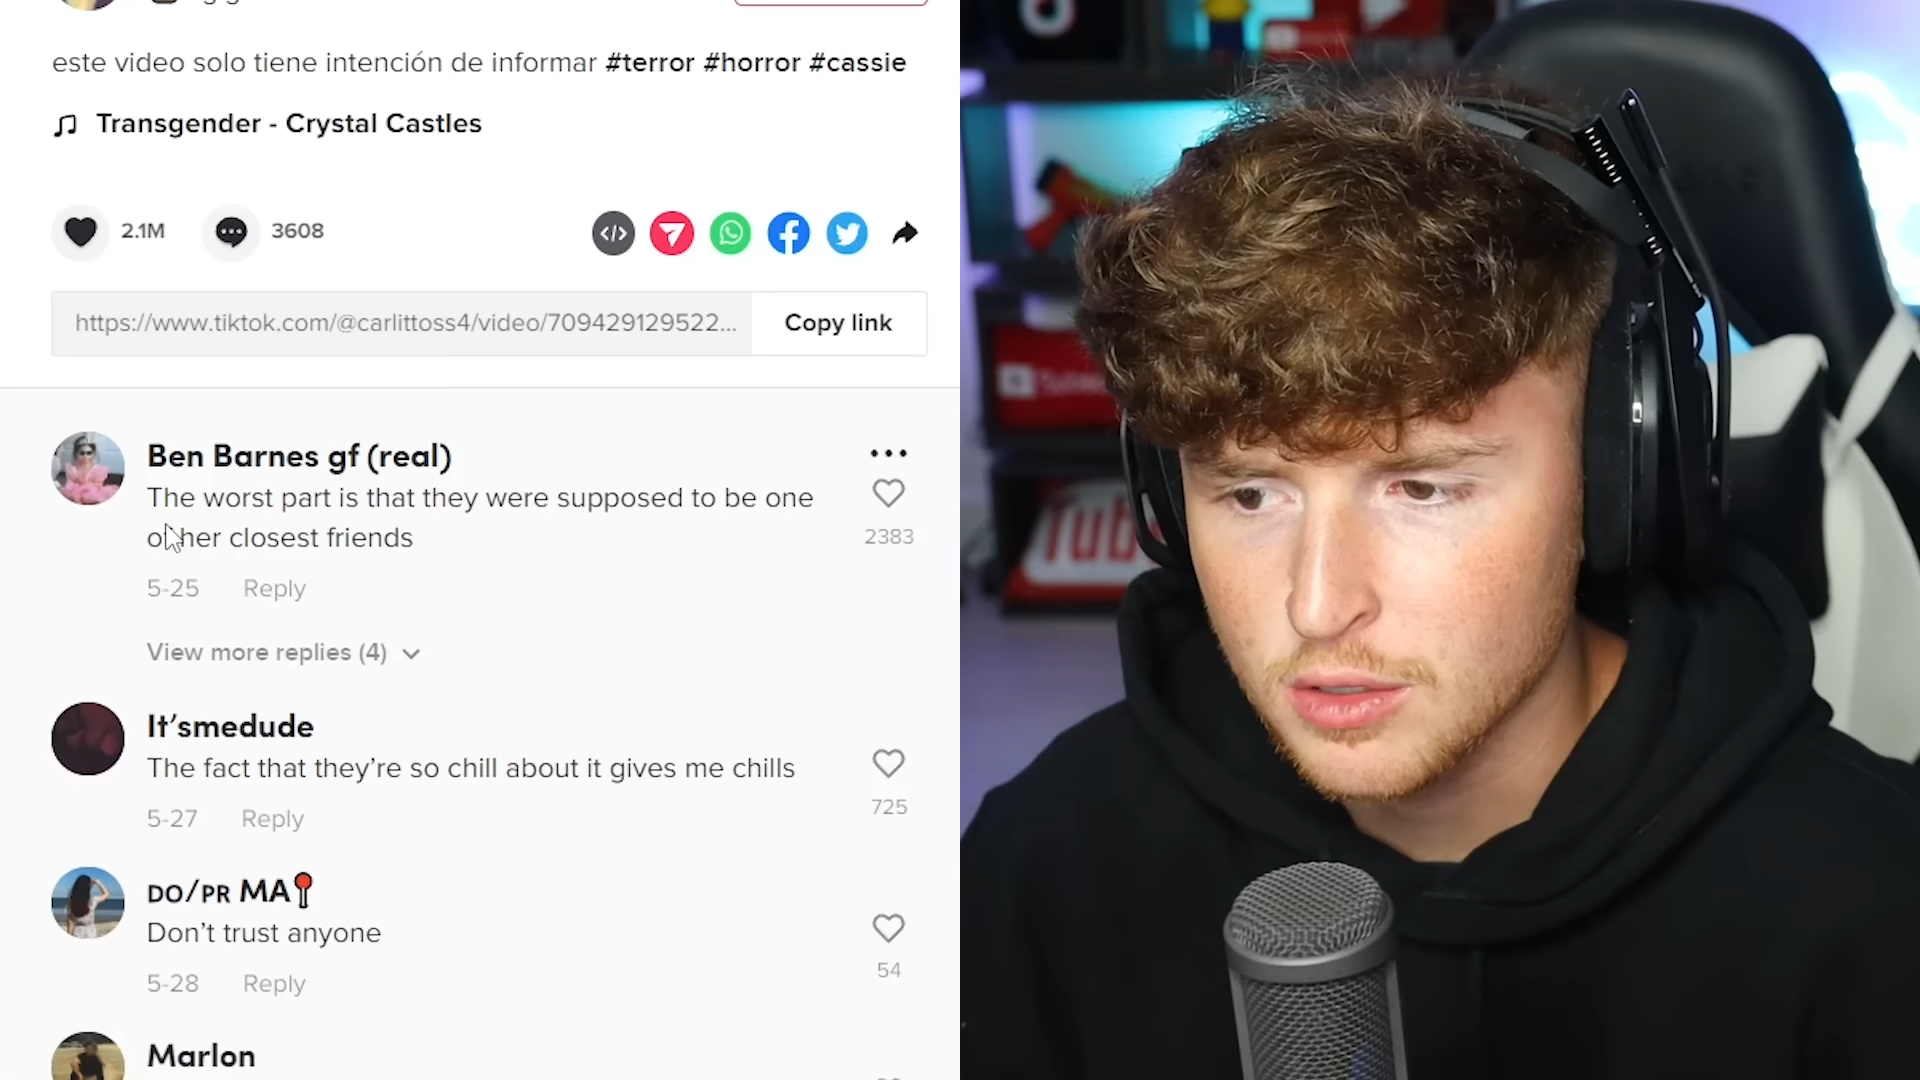 este video solo tiene intención de informar #terror #horror #cassie
Transgender - Crystal Castles
2.1M
3608
https://www.tiktok.com/@carlittoss4/video/709429129522...
Copy link
Ben Barnes gf (real)
The worst part is that they were supposed to be one
other closest friends
2383
5-25 Reply
View more replies (4)
It'smedude
The fact that they're so chill about it gives me chills
725
5-27 Reply
DO/PR MA
Don't trust anyone
54
5-28 Reply
Marlon
Tub